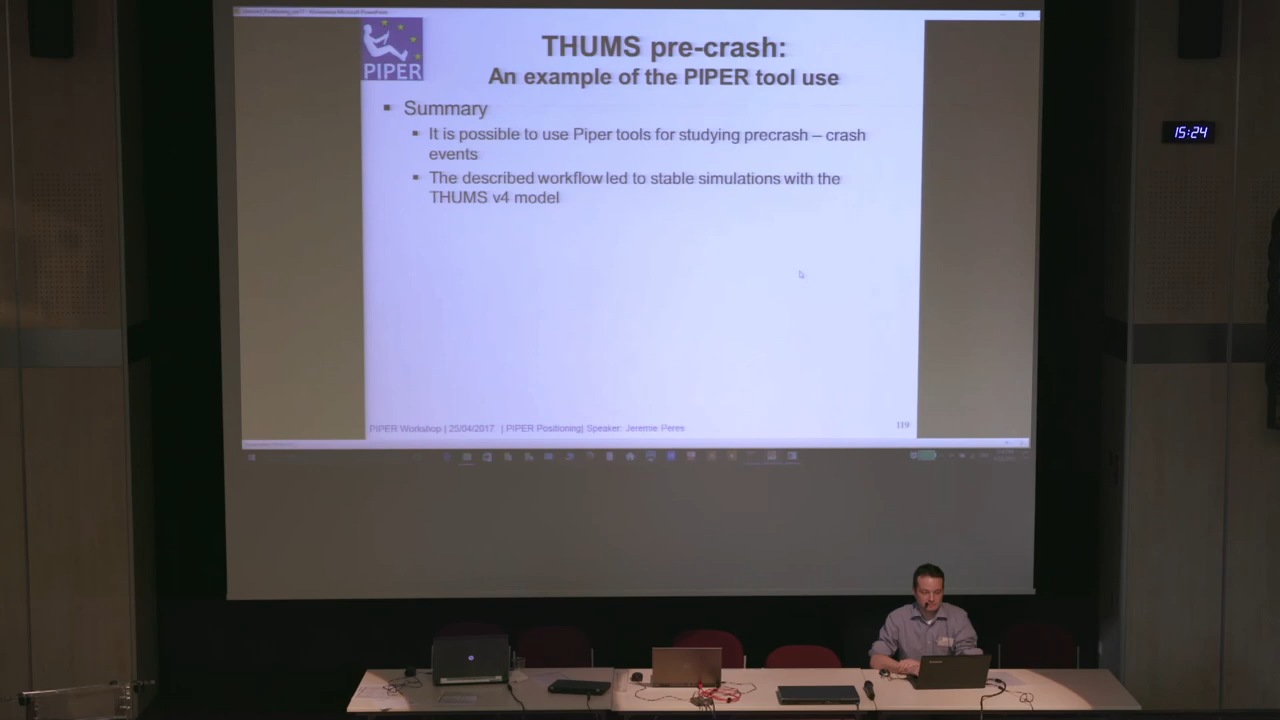 PIPER
THUMS pre-crash:
An example of the PIPER tool use
Summary
It is possible to use Piper tools for studying precrash – crash
events
The described workflow led to stable simulations with the
THUMS v4 model
PIPER Workshop | 25/04/2017 | PIPER Positioning| Speaker: Jeremie Peres
119
15:24